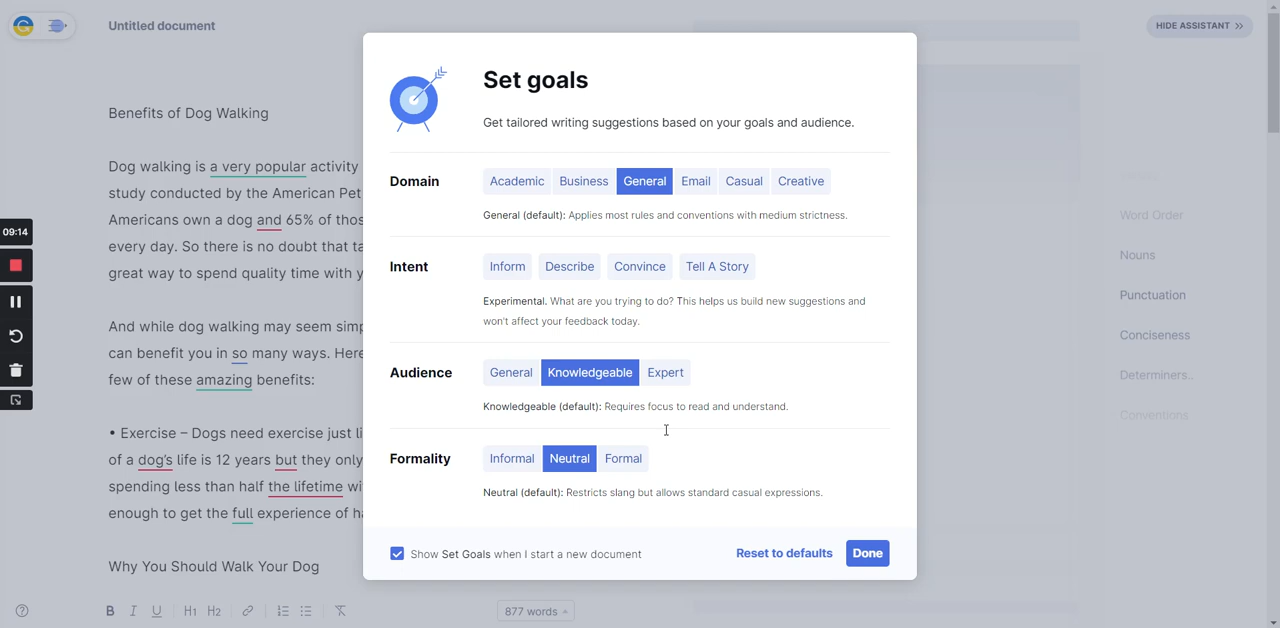 Untitled document
HIDE ASSISTANT
Set goals
Get tailored writing suggestions based on your goals and audience.
Benefits of Dog Walking
Dog walking is a very popular activity
study conducted by the American Pet
Americans own a dog and 65% of thos
every day. So there is no doubt that ta
great way to spend quality time with y
And while dog walking may seem simp
can benefit you in so many ways. Here
few of these amazing benefits:
• Exercise – Dogs need exercise just li
of a dog's life is 12 years but they only
spending less than half the lifetime wi
enough to get the full experience of ha
Why You Should Walk Your Dog
Domain
Academic Business General Email Casual Creative
General (default): Applies most rules and conventions with medium strictness.
Intent
Inform Describe Convince Tell A Story
Experimental. What are you trying to do? This helps us build new suggestions and
won't affect your feedback today.
Audience
General Knowledgeable Expert
Knowledgeable (default): Requires focus to read and understand.
Formality
Informal Neutral Formal
Neutral (default): Restricts slang but allows standard casual expressions.
Show Set Goals when I start a new document
Reset to defaults
Done
Word Order
Nouns
Punctuation
Conciseness
Determiners..
Conventions
09:14
B I U H1 H2
877 words